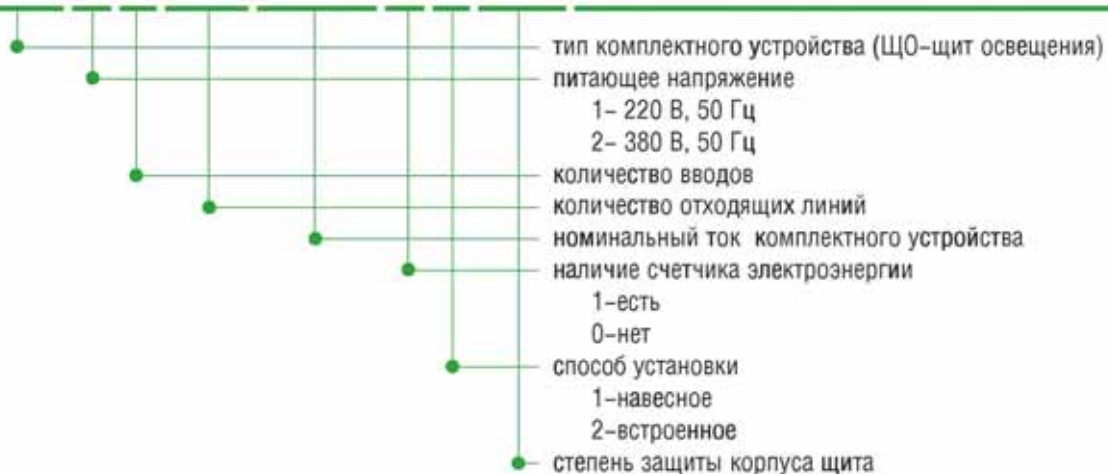 тип комплектного устройства (ЩО–щит освещения)
питающее напряжение
1– 220 В, 50 Гц
2– 380 В, 50 Гц
количество вводов
количество отходящих линий
номинальный ток комплектного устройства
наличие счетчика электроэнергии
1–есть
0–нет
способ установки
1–навесное
2–встроенное
степень защиты корпуса щита